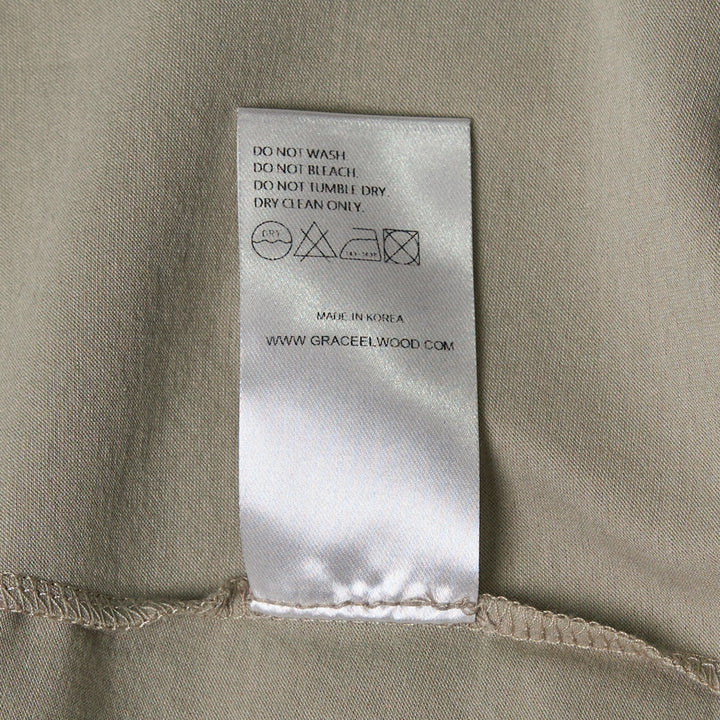 DO NOT WASH.
DO NOT BLEACH.
DO NOT TUMBLE DRY.
DRY CLEAN ONLY.
DRY
MADE IN KOREA
WWW.GRACEELWOOD.COM